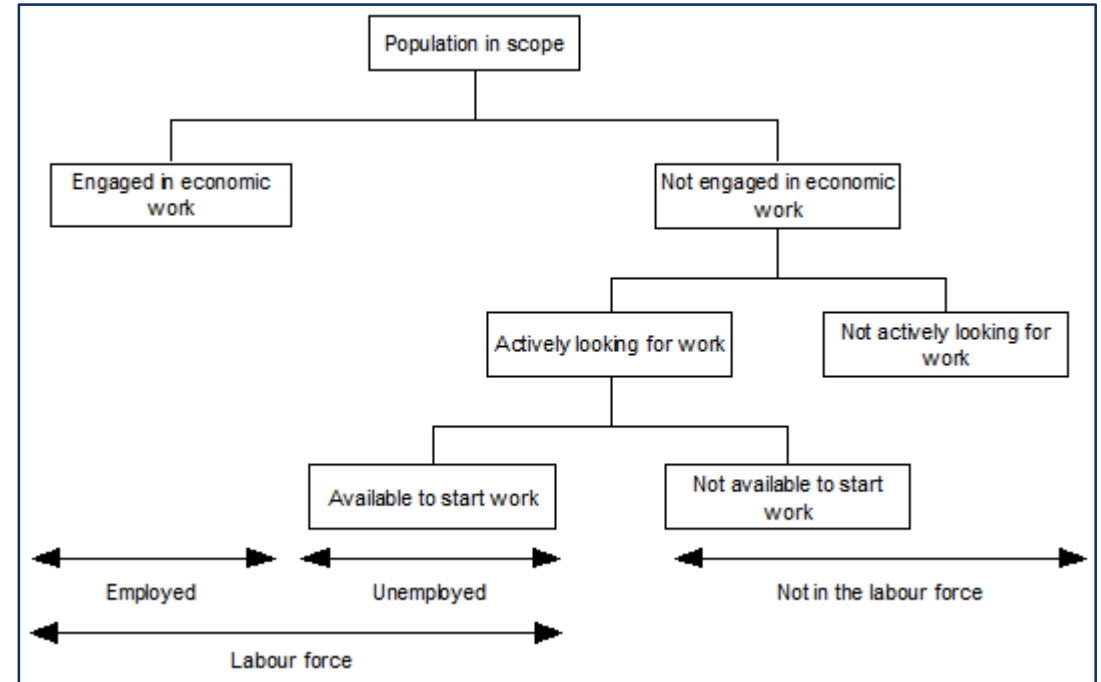 Population in scope
Engaged in economic
work
Not engaged in economic
work
Actively looking for work
Not actively looking for
work
Available to start work
Not available to start
work
Employed
Unemployed
Not in the labour force
Labour force